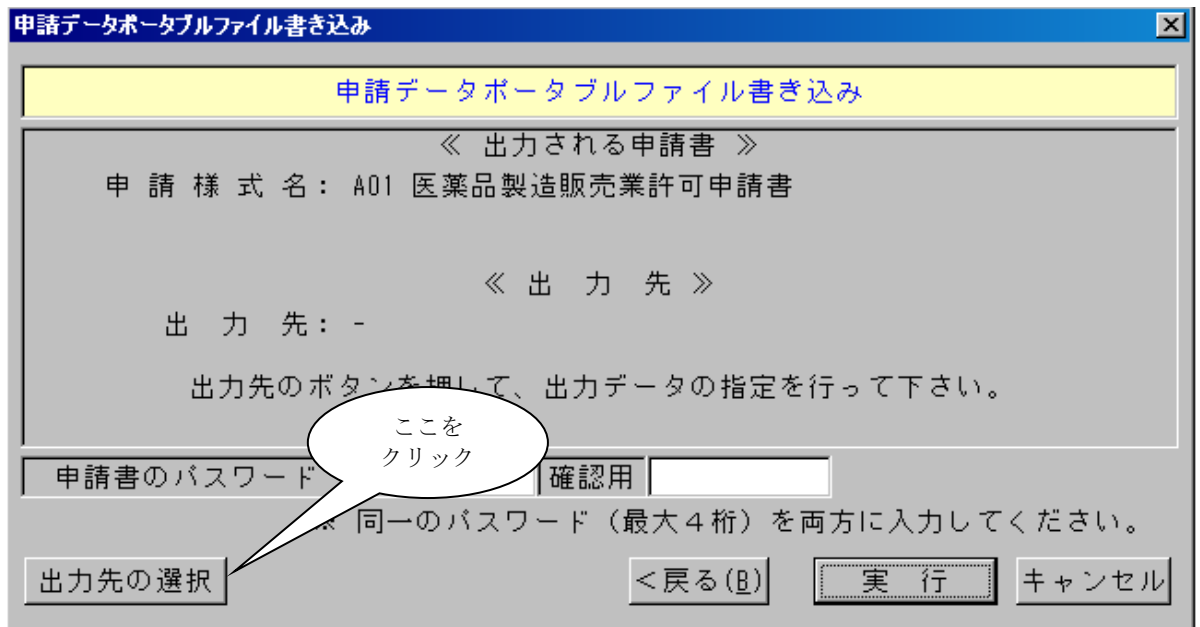 申請データポータブルファイル書き込み
申請データポータブルファイル書き込み
≪ 出力される申請書 ≫
申 請 様 式 名： A01 医薬品製造販売業許可申請書
≪ 出 力 先 ≫
出 力 先： -
出力先のボタンを押して、出力データの指定を行って下さい。
ここを
クリック
申請書のパスワード 確認用
※ 同一のパスワード（最大４桁）を両方に入力してください。
出力先の選択 ＜戻る(B) 実 行 キャンセル